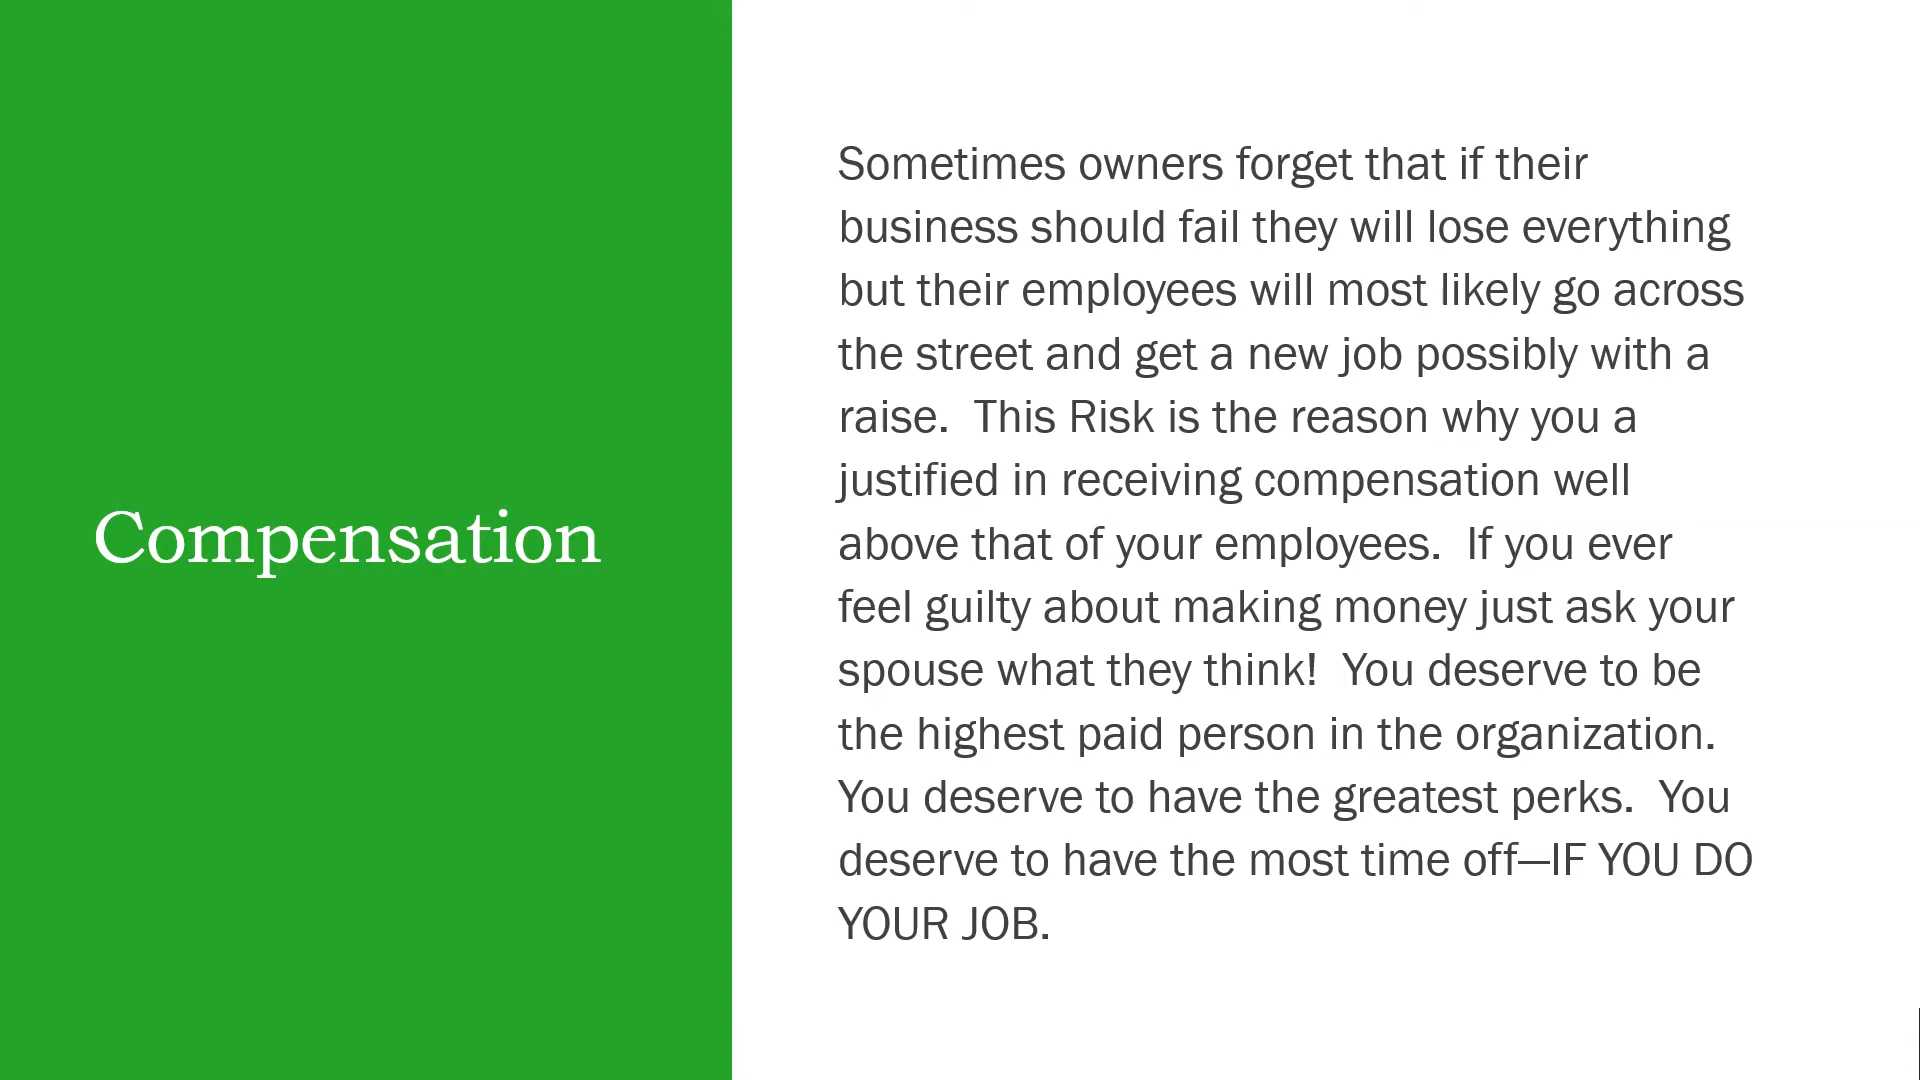 Compensation
Sometimes owners forget that if their
business should fail they will lose everything
but their employees will most likely go across
the street and get a new job possibly with a
raise.  This Risk is the reason why you a
justified in receiving compensation well
above that of your employees.  If you ever
feel guilty about making money just ask your
spouse what they think!  You deserve to be
the highest paid person in the organization.
You deserve to have the greatest perks.  You
deserve to have the most time off—IF YOU DO
YOUR JOB.